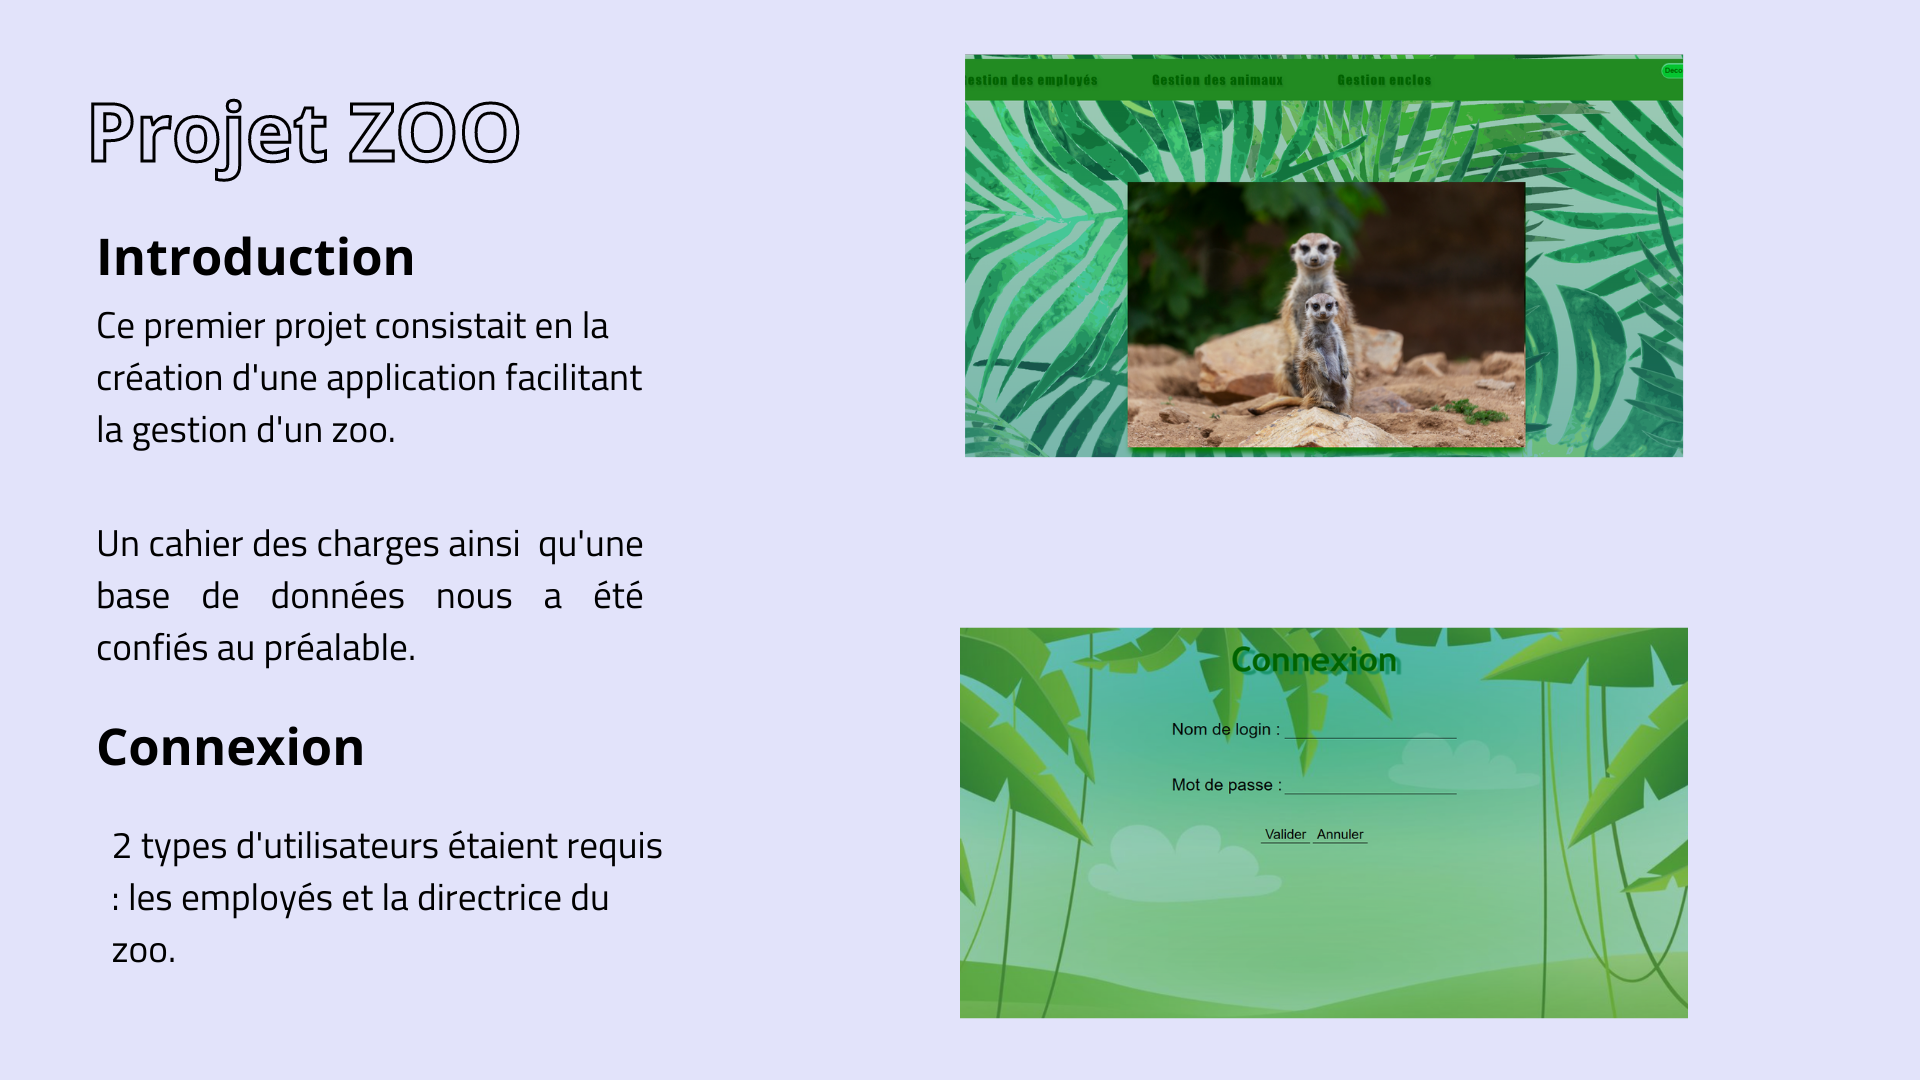 Projet ZOO
Introduction
Ce premier projet consistait en la
création d'une application facilitant
la gestion d'un zoo.
Un cahier des charges ainsi qu'une
base de données nous a été
confiés au préalable.
Connexion
2 types d'utilisateurs étaient requis
: les employés et la directrice du
zoo.
estion des employés Gestion des animaux Gestion enclos Deco
Connexion
Nom de login :
Mot de passe :
Valider Annuler